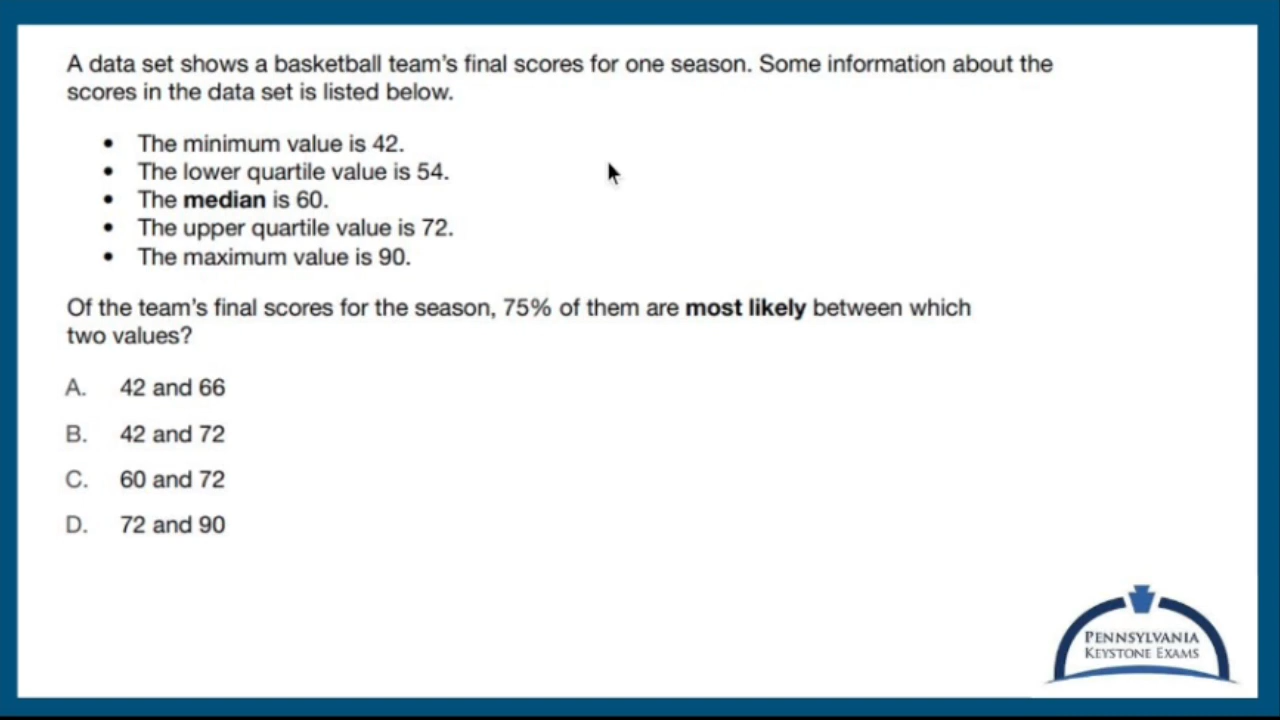 A data set shows a basketball team's final scores for one season. Some information about the
scores in the data set is listed below.
• The minimum value is 42.
• The lower quartile value is 54.
• The median is 60.
• The upper quartile value is 72.
• The maximum value is 90.
Of the team's final scores for the season, 75% of them are most likely between which
two values?
A. 42 and 66
B. 42 and 72
C. 60 and 72
D. 72 and 90
PENNSYLVANIA
KEYSTONE EXAMS